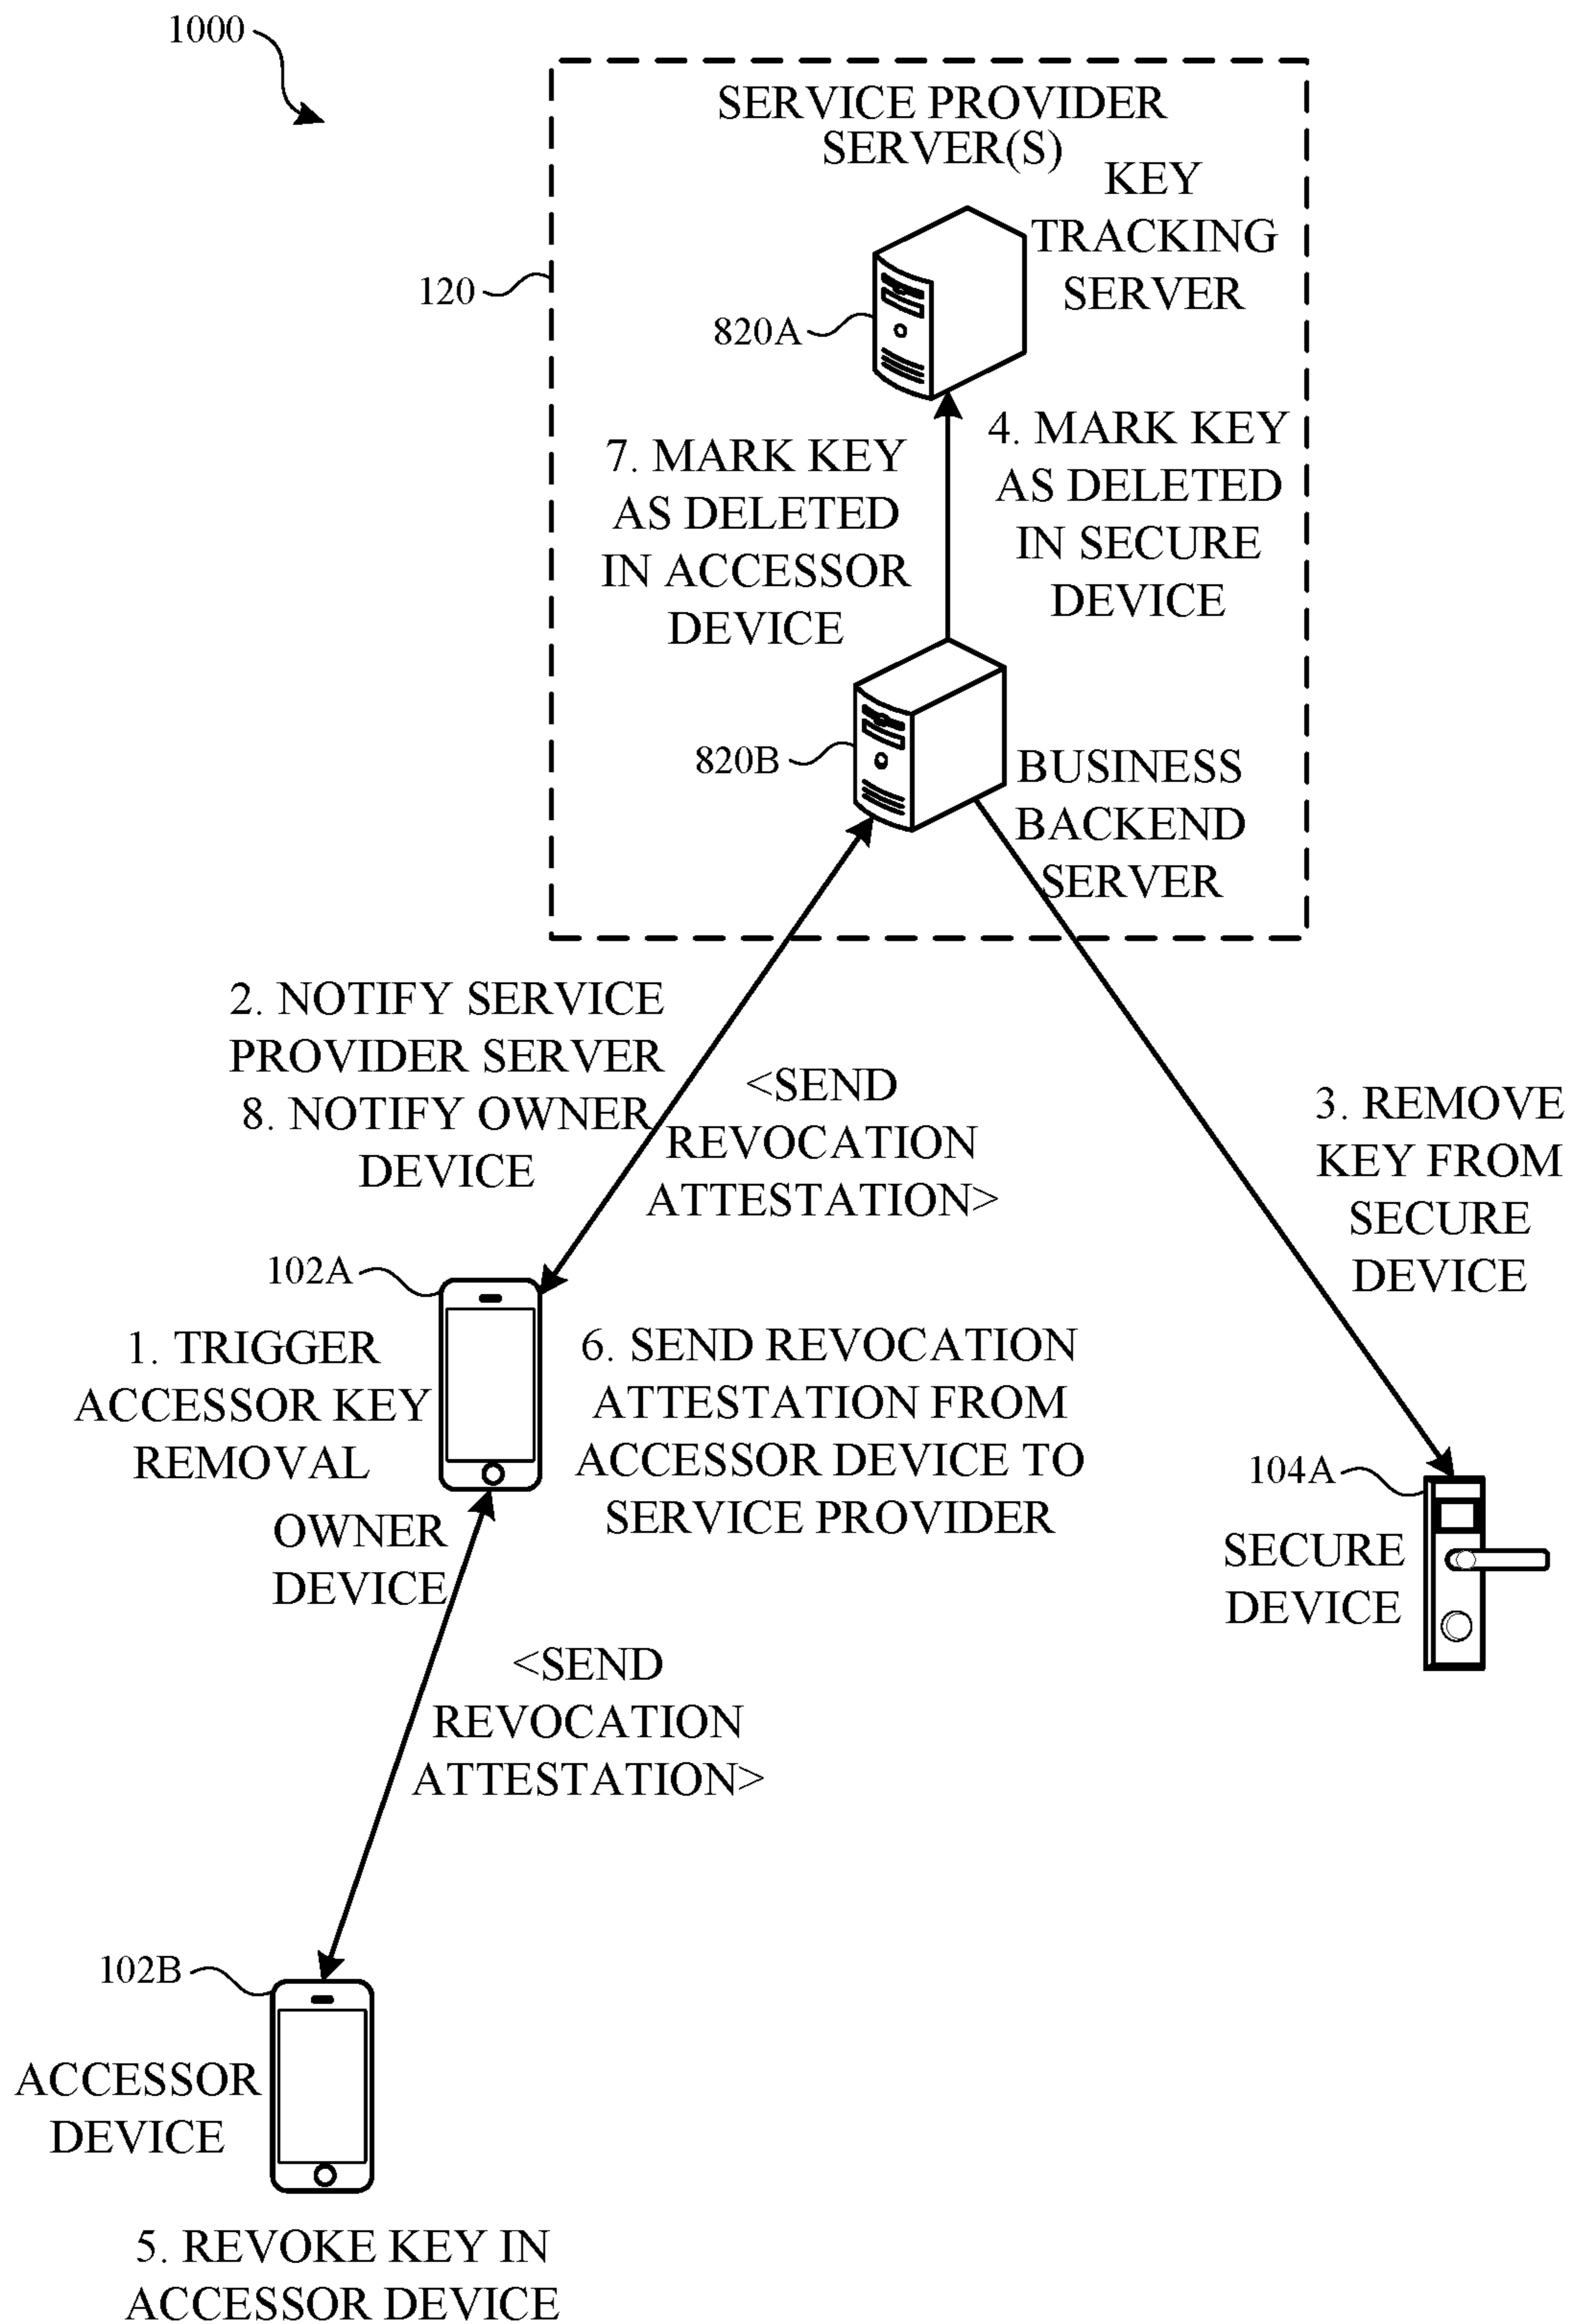 1000
SERVICE PROVIDER
SERVER(S)
KEY
TRACKING
SERVER
120
820A
7. MARK KEY
AS DELETED
IN ACCESSOR
DEVICE
4. MARK KEY
AS DELETED
IN SECURE
DEVICE
820B
BUSINESS
BACKEND
SERVER
2. NOTIFY SERVICE
PROVIDER SERVER
8. NOTIFY OWNER
DEVICE
<SEND
REVOCATION
ATTESTATION>
3. REMOVE
KEY FROM
SECURE
DEVICE
102A
1. TRIGGER
ACCESSOR KEY
REMOVAL
OWNER
DEVICE
6. SEND REVOCATION
ATTESTATION FROM
ACCESSOR DEVICE TO
SERVICE PROVIDER
104A
SECURE
DEVICE
<SEND
REVOCATION
ATTESTATION>
102B
ACCESSOR
DEVICE
5. REVOKE KEY IN
ACCESSOR DEVICE